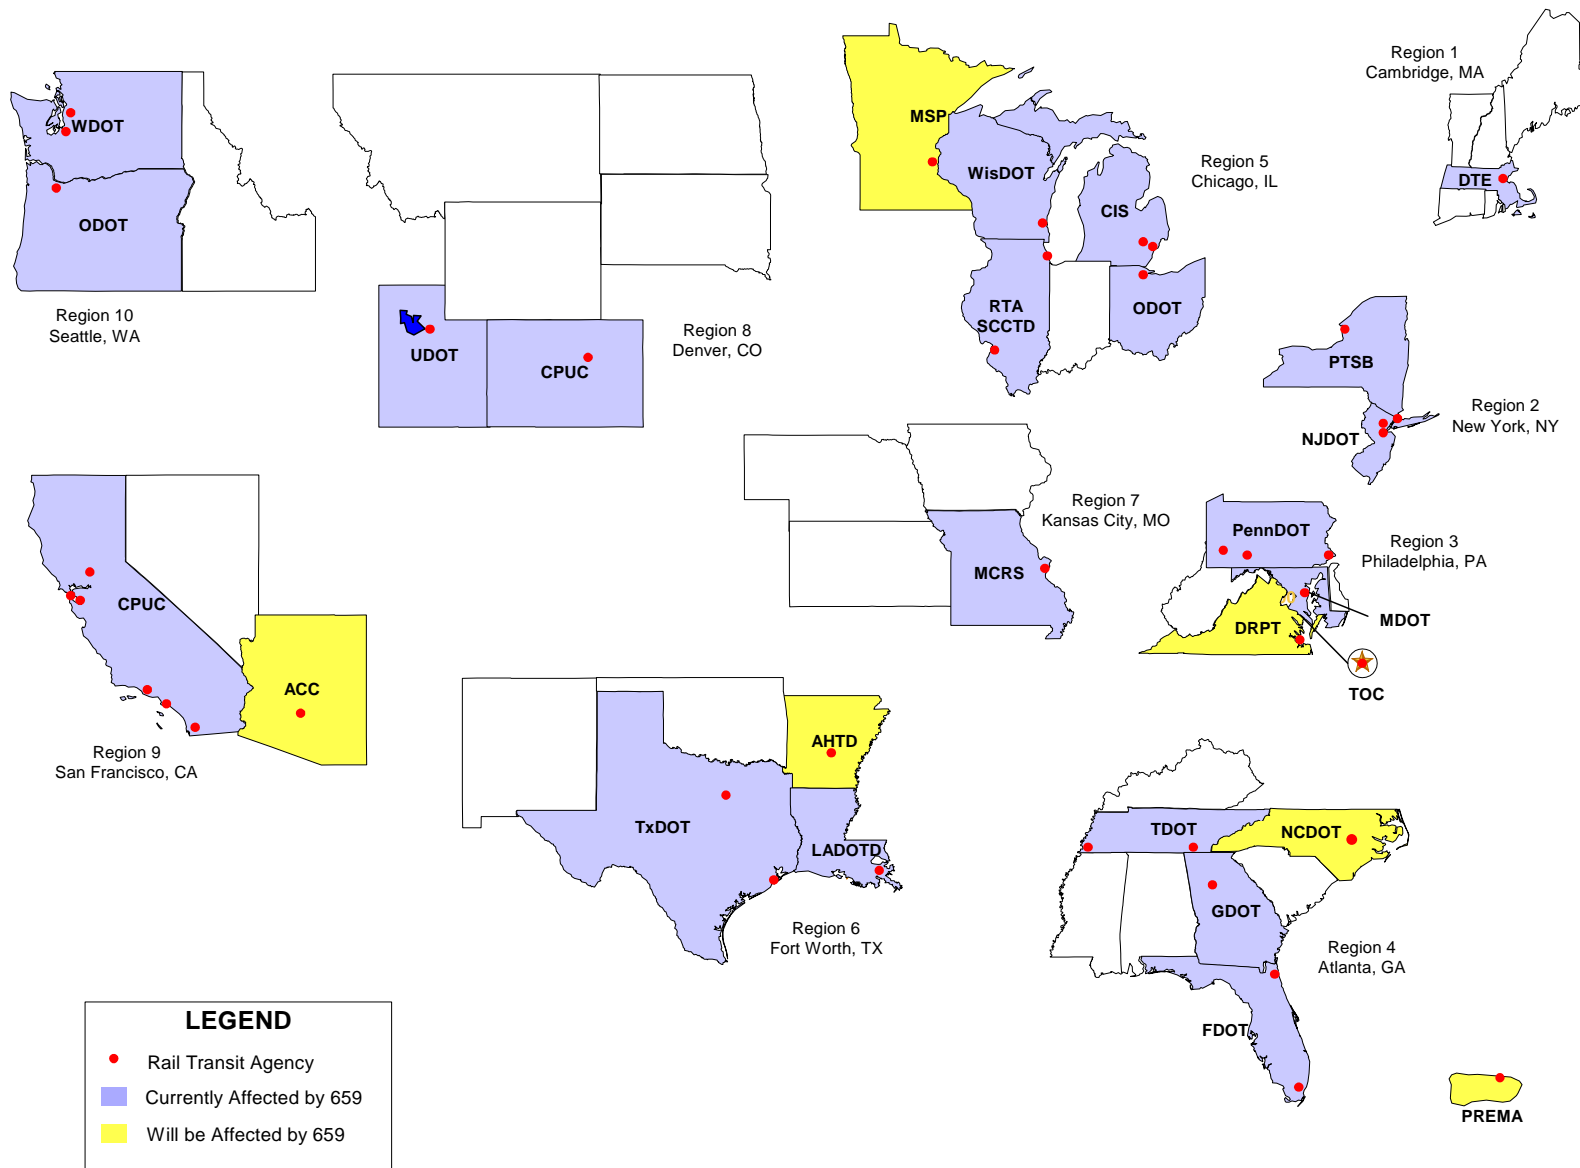 Region 1
Cambridge, MA
MSP
WDOT
Region 5
Chicago, IL
WisDOT
DTE
CIS
ODOT
RTA
SCCTD
ODOT
Region 10
Seattle, WA
Region 8
Denver, CO
UDOT
CPUC
PTSB
Region 2
New York, NY
NJDOT
Region 7
Kansas City, MO
PennDOT
Region 3
Philadelphia, PA
MCRS
CPUC
MDOT
DRPT
TOC
ACC
Region 9
San Francisco, CA
AHTD
TxDOT
LADOTD
TDOT
NCDOT
GDOT
Region 6
Fort Worth, TX
Region 4
Atlanta, GA
FDOT
PREMA
LEGEND
Rail Transit Agency
Currently Affected by 659
Will be Affected by 659